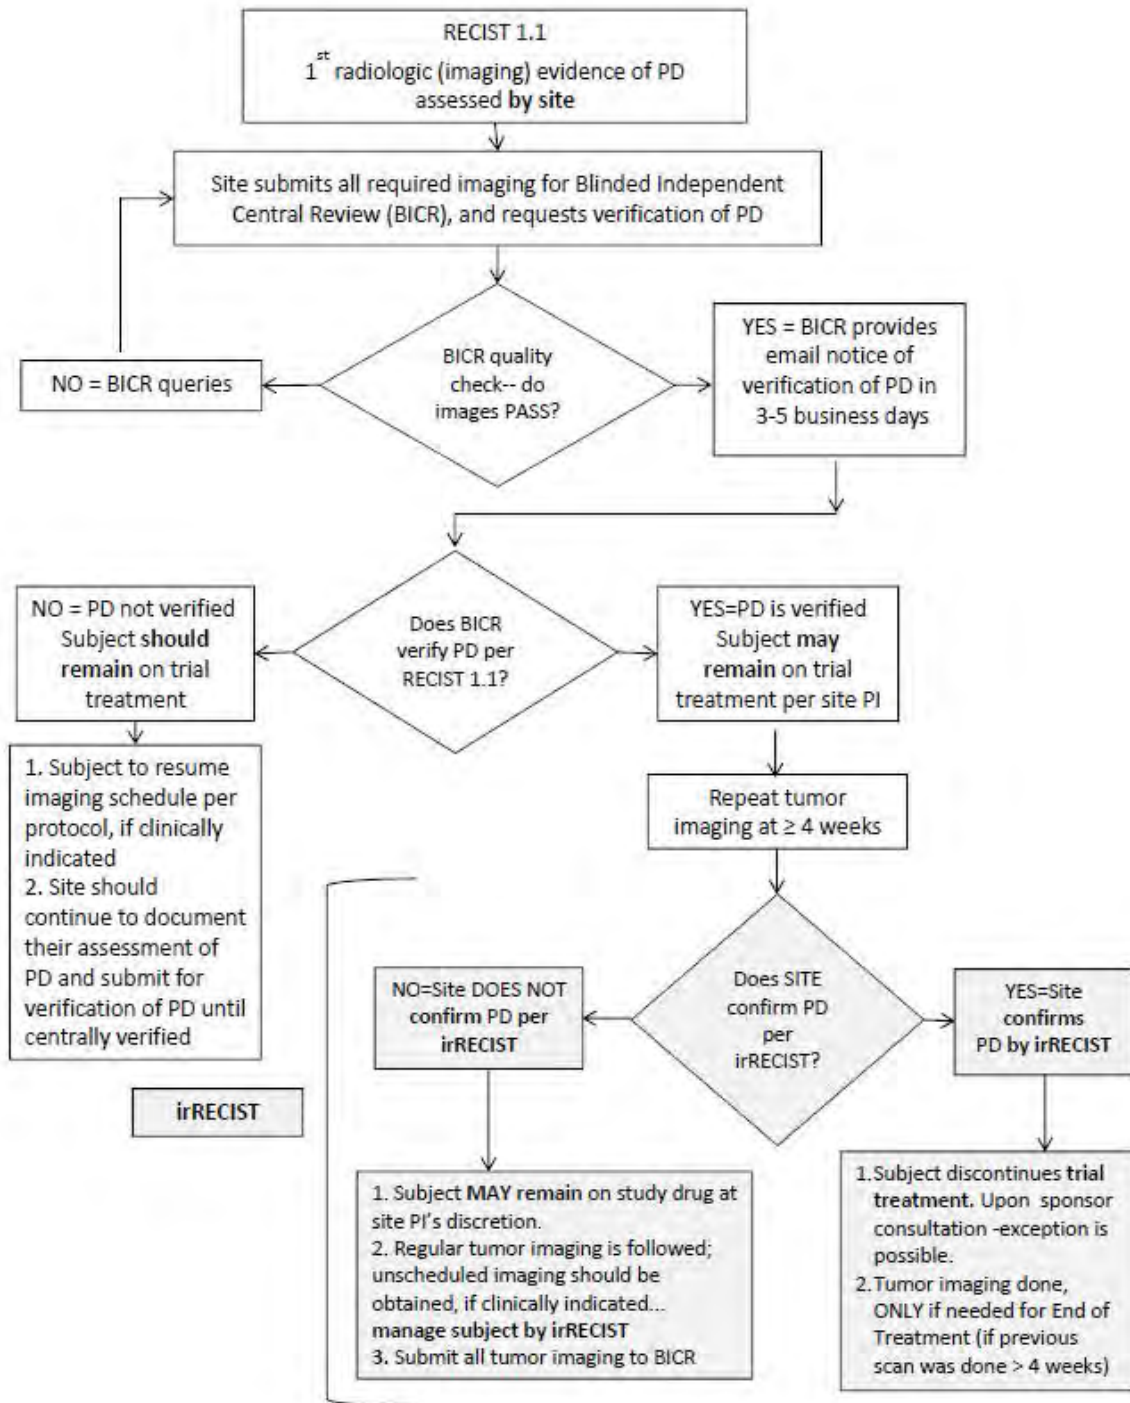 RECIST 1.1
1st radiologic (imaging) evidence of PD
assessed by site
Site submits all required imaging for Blinded Independent
Central Review (BICR), and requests verification of PD
BICR quality
check-- do
images PASS?
NO = BICR queries
YES = BICR provides
email notice of
verification of PD in
3-5 business days
Does BICR
verify PD per
RECIST 1.1?
NO = PD not verified
Subject should
remain on trial
treatment
YES=PD is verified
Subject may
remain on trial
treatment per site PI
1. Subject to resume
imaging schedule per
protocol, if clinically
indicated
2. Site should
continue to document
their assessment of
PD and submit for
verification of PD until
centrally verified
Repeat tumor
imaging at ≥ 4 weeks
Does SITE
confirm PD
per
irRECIST?
NO=Site DOES NOT
confirm PD per
irRECIST
YES=Site
confirms
PD by irRECIST
irRECIST
1. Subject MAY remain on study drug at
site PI's discretion.
2. Regular tumor imaging is followed;
unscheduled imaging should be
obtained, if clinically indicated...
manage subject by irRECIST
3. Submit all tumor imaging to BICR
1. Subject discontinues trial
treatment. Upon sponsor
consultation -exception is
possible.
2. Tumor imaging done,
ONLY if needed for End of
Treatment (if previous
scan was done > 4 weeks)